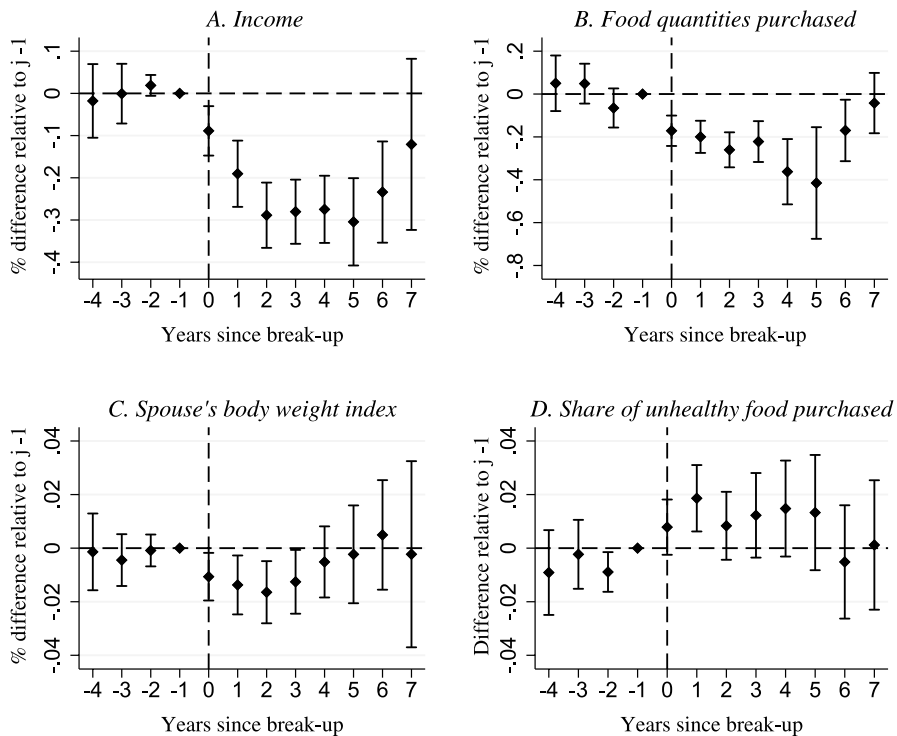 A. Income
% difference relative to j -1
.1
0
-.1
-.2
-.3
-.4
-4 -3 -2 -1 0 1 2 3 4 5 6 7
Years since break-up
B. Food quantities purchased
% difference relative to j -1
.2
0
-.2
-.4
-.6
-.8
-4 -3 -2 -1 0 1 2 3 4 5 6 7
Years since break-up
C. Spouse's body weight index
% difference relative to j -1
.04
.02
0
-.02
-.04
-4 -3 -2 -1 0 1 2 3 4 5 6 7
Years since break-up
D. Share of unhealthy food purchased
Difference relative to j -1
.04
.02
0
-.02
-.04
-4 -3 -2 -1 0 1 2 3 4 5 6 7
Years since break-up